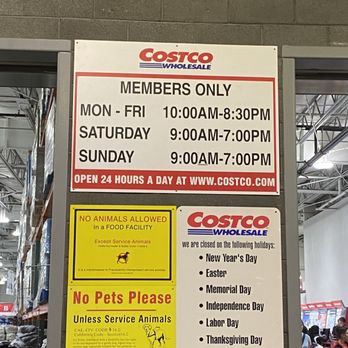 COSTCO
WHOLESALE
MEMBERS ONLY
MON - FRI 10:00AM-8:30PM
SATURDAY 9:00AM-7:00PM
SUNDAY 9:00AM-7:00PM
OPEN 24 HOURS A DAY AT WWW.COSTCO.COM
NO ANIMALS ALLOWED
In a FOOD FACILITY
Except Service Animals
No Pets Please
Unless Service Animals
COSTCO
WHOLESALE
we are closed on the following holidays:
• New Year's Day
• Easter
• Memorial Day
• Independence Day
• Labor Day
• Thanksgiving Day